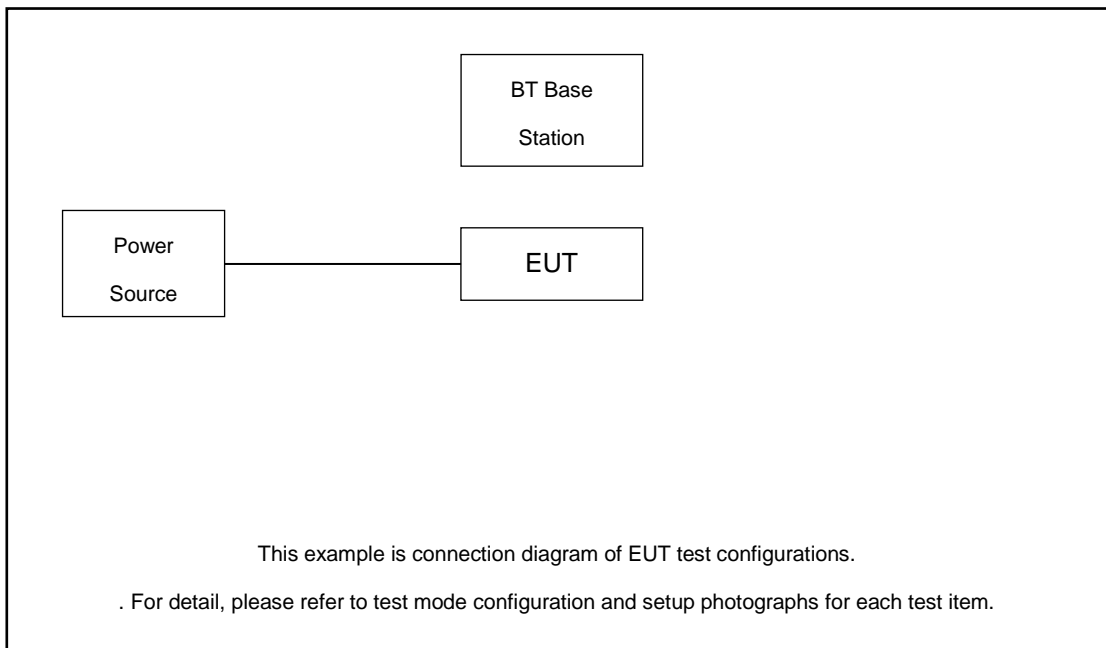 BT Base
Station
Power
Source
EUT
This example is connection diagram of EUT test configurations.
. For detail, please refer to test mode configuration and setup photographs for each test item.